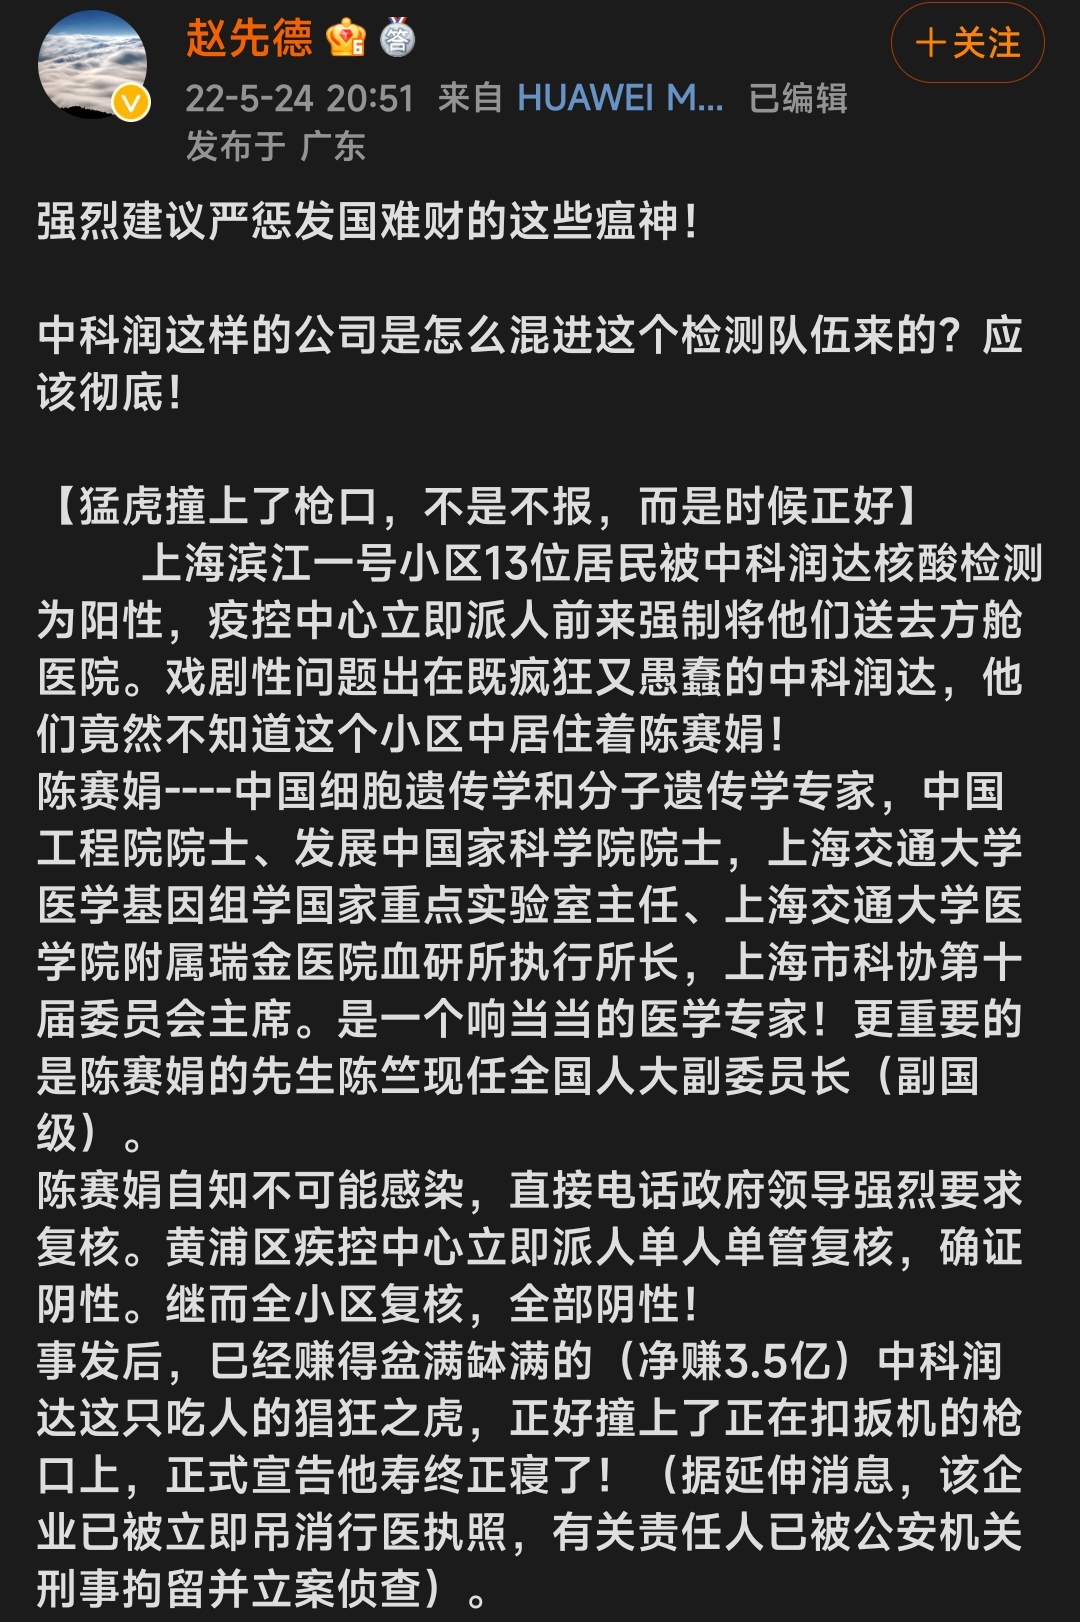 赵先德
6
答
十关注
V
22-5-24 20:51 来自 HUAWEI M... 已编辑
发布于 广东
强烈建议严惩发国难财的这些瘟神！
中科润这样的公司是怎么混进这个检测队伍来的？应
该彻底！
【猛虎撞上了枪口，不是不报，而是时候正好】
上海滨江一号小区13位居民被中科润达核酸检测
为阳性，疫控中心立即派人前来强制将他们送去方舱
医院。戏剧性问题出在既疯狂又愚蠢的中科润达，他
们竟然不知道这个小区中居住着陈赛娟！
陈赛娟----中国细胞遗传学和分子遗传学专家，中国
工程院院士、发展中国家科学院院士，上海交通大学
医学基因组学国家重点实验室主任、上海交通大学医
学院附属瑞金医院血研所执行所长，上海市科协第十
届委员会主席。是一个响当当的医学专家！更重要的
是陈赛娟的先生陈竺现任全国人大副委员长（副国
级）。
陈赛娟自知不可能感染，直接电话政府领导强烈要求
复核。黄浦区疾控中心立即派人单人单管复核，确证
阴性。继而全小区复核，全部阴性！
事发后，巳经赚得盆满钵满的（净赚3.5亿）中科润
达这只吃人的猖狂之虎，正好撞上了正在扣扳机的枪
口上，正式宣告他寿终正寝了！（据延伸消息，该企
业已被立即吊消行医执照，有关责任人已被公安机关
刑事拘留并立案侦查）。